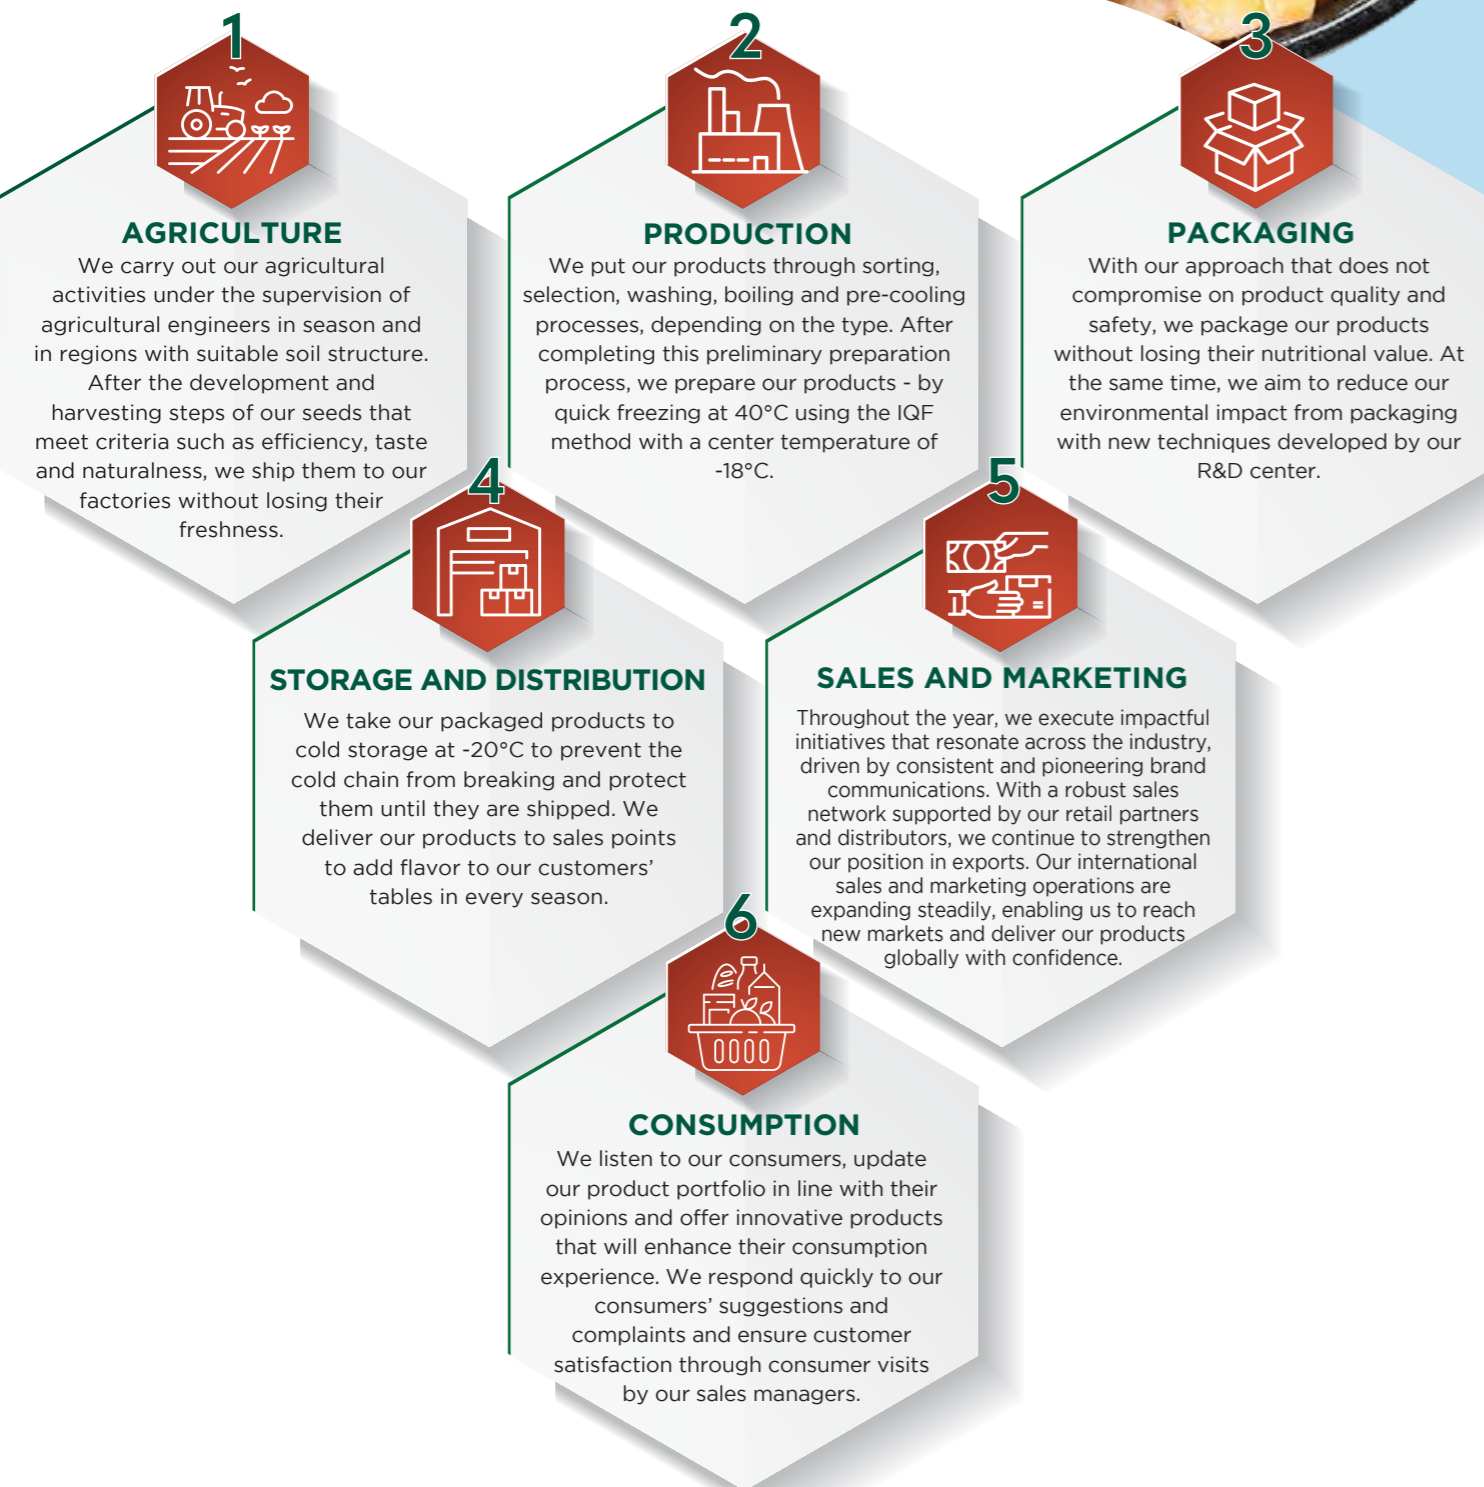 1
AGRICULTURE
We carry out our agricultural
activities under the supervision of
agricultural engineers in season and
in regions with suitable soil structure.
After the development and
harvesting steps of our seeds that
meet criteria such as efficiency, taste
and naturalness, we ship them to our
factories without losing their
freshness.
2
PRODUCTION
We put our products through sorting,
selection, washing, boiling and pre-cooling
processes, depending on the type. After
completing this preliminary preparation
process, we prepare our products - by
quick freezing at 40°C using the IQF
method with a center temperature of
-18°C.
3
PACKAGING
With our approach that does not
compromise on product quality and
safety, we package our products
without losing their nutritional value. At
the same time, we aim to reduce our
environmental impact from packaging
with new techniques developed by our
R&D center.
4
STORAGE AND DISTRIBUTION
We take our packaged products to
cold storage at -20°C to prevent the
cold chain from breaking and protect
them until they are shipped. We
deliver our products to sales points
to add flavor to our customers’
tables in every season.
5
SALES AND MARKETING
Throughout the year, we execute impactful
initiatives that resonate across the industry,
driven by consistent and pioneering brand
communications. With a robust sales
network supported by our retail partners
and distributors, we continue to strengthen
our position in exports. Our international
sales and marketing operations are
expanding steadily, enabling us to reach
new markets and deliver our products
globally with confidence.
6
CONSUMPTION
We listen to our consumers, update
our product portfolio in line with their
opinions and offer innovative products
that will enhance their consumption
experience. We respond quickly to our
consumers’ suggestions and
complaints and ensure customer
satisfaction through consumer visits
by our sales managers.